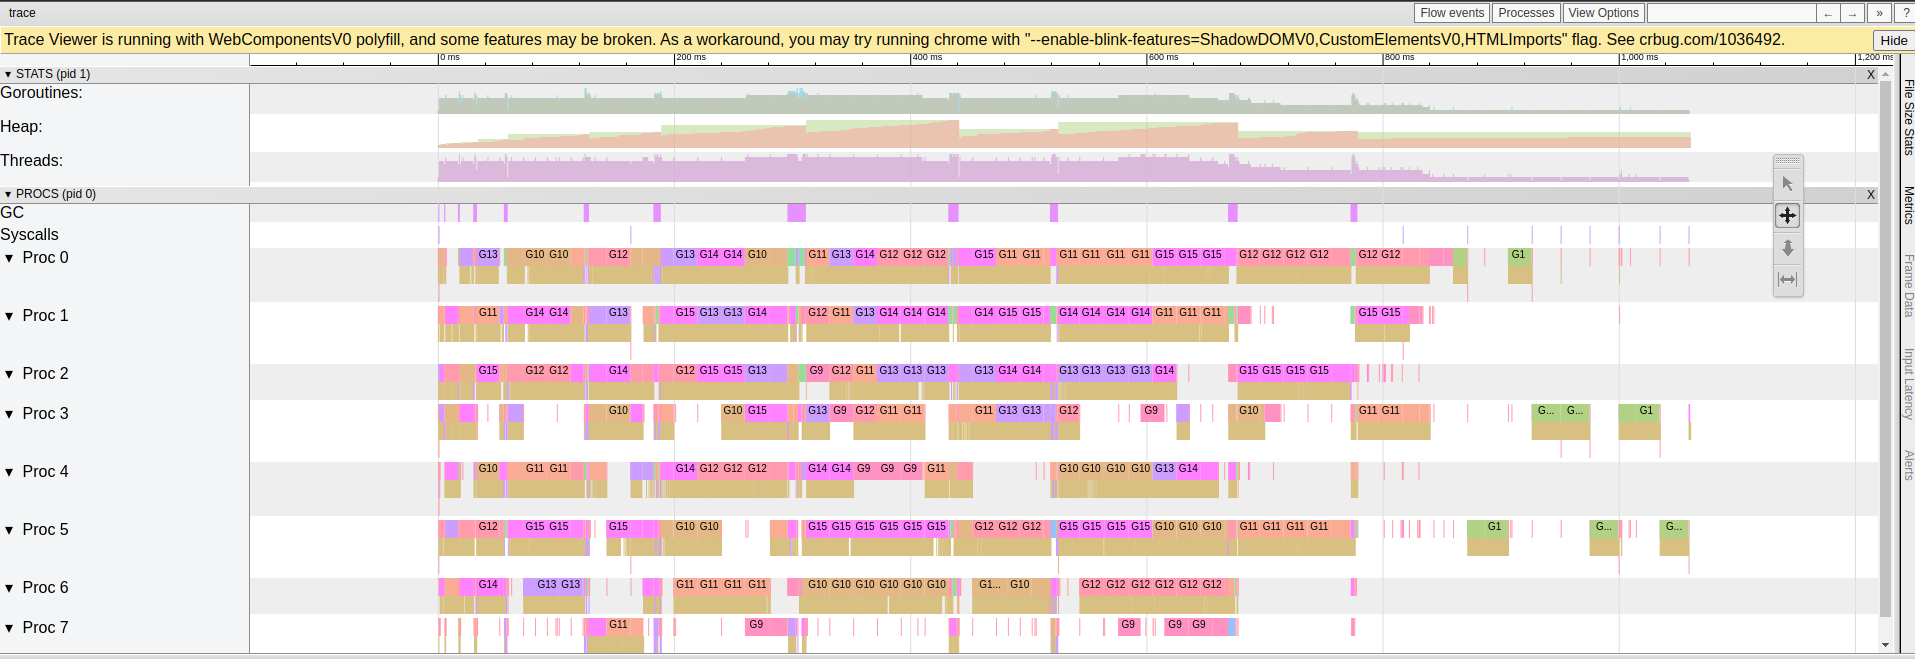 trace Flow events Processes View Options ← → » ?
Trace Viewer is running with WebComponentsV0 polyfill, and some features may be broken. As a workaround, you may try running chrome with "--enable-blink-features=ShadowDOMV0,CustomElementsV0,HTMLImports" flag. See crbug.com/1036492. Hide
0 ms 200 ms 400 ms 600 ms 800 ms 1,000 ms 1,200 ms
▼ STATS (pid 1) X
Goroutines:
Heap:
Threads:
▼ PROCS (pid 0) X
GC
Syscalls
▼ Proc 0 G13 G10 G10 G12 G13 G14 G14 G10 G11 G13 G14 G12 G12 G12 G15 G11 G11 G11 G11 G11 G11 G15 G15 G15 G12 G12 G12 G12 G12 G12 G1
▼ Proc 1 G11 G14 G14 G13 G15 G13 G13 G14 G12 G11 G13 G14 G14 G14 G14 G15 G15 G14 G14 G14 G14 G11 G11 G11 G15 G15
▼ Proc 2 G15 G12 G12 G14 G12 G15 G15 G13 G9 G12 G11 G13 G13 G13 G13 G14 G14 G13 G13 G13 G13 G14 G15 G15 G15 G15
▼ Proc 3 G10 G10 G15 G13 G9 G12 G11 G11 G11 G13 G13 G12 G9 G10 G11 G11 G... G... G1
▼ Proc 4 G10 G11 G11 G14 G12 G12 G12 G14 G14 G9 G9 G9 G11 G10 G10 G10 G10 G13 G14
▼ Proc 5 G12 G15 G15 G15 G10 G10 G15 G15 G15 G15 G15 G15 G12 G12 G12 G15 G15 G15 G15 G10 G10 G10 G11 G11 G11 G11 G1 G... G...
▼ Proc 6 G14 G13 G13 G11 G11 G11 G11 G10 G10 G10 G10 G10 G10 G1... G10 G12 G12 G12 G12 G12 G12
▼ Proc 7 G11 G9 G9 G9 G9
File Size Stats
Metrics
Frame Data
Input Latency
Alerts